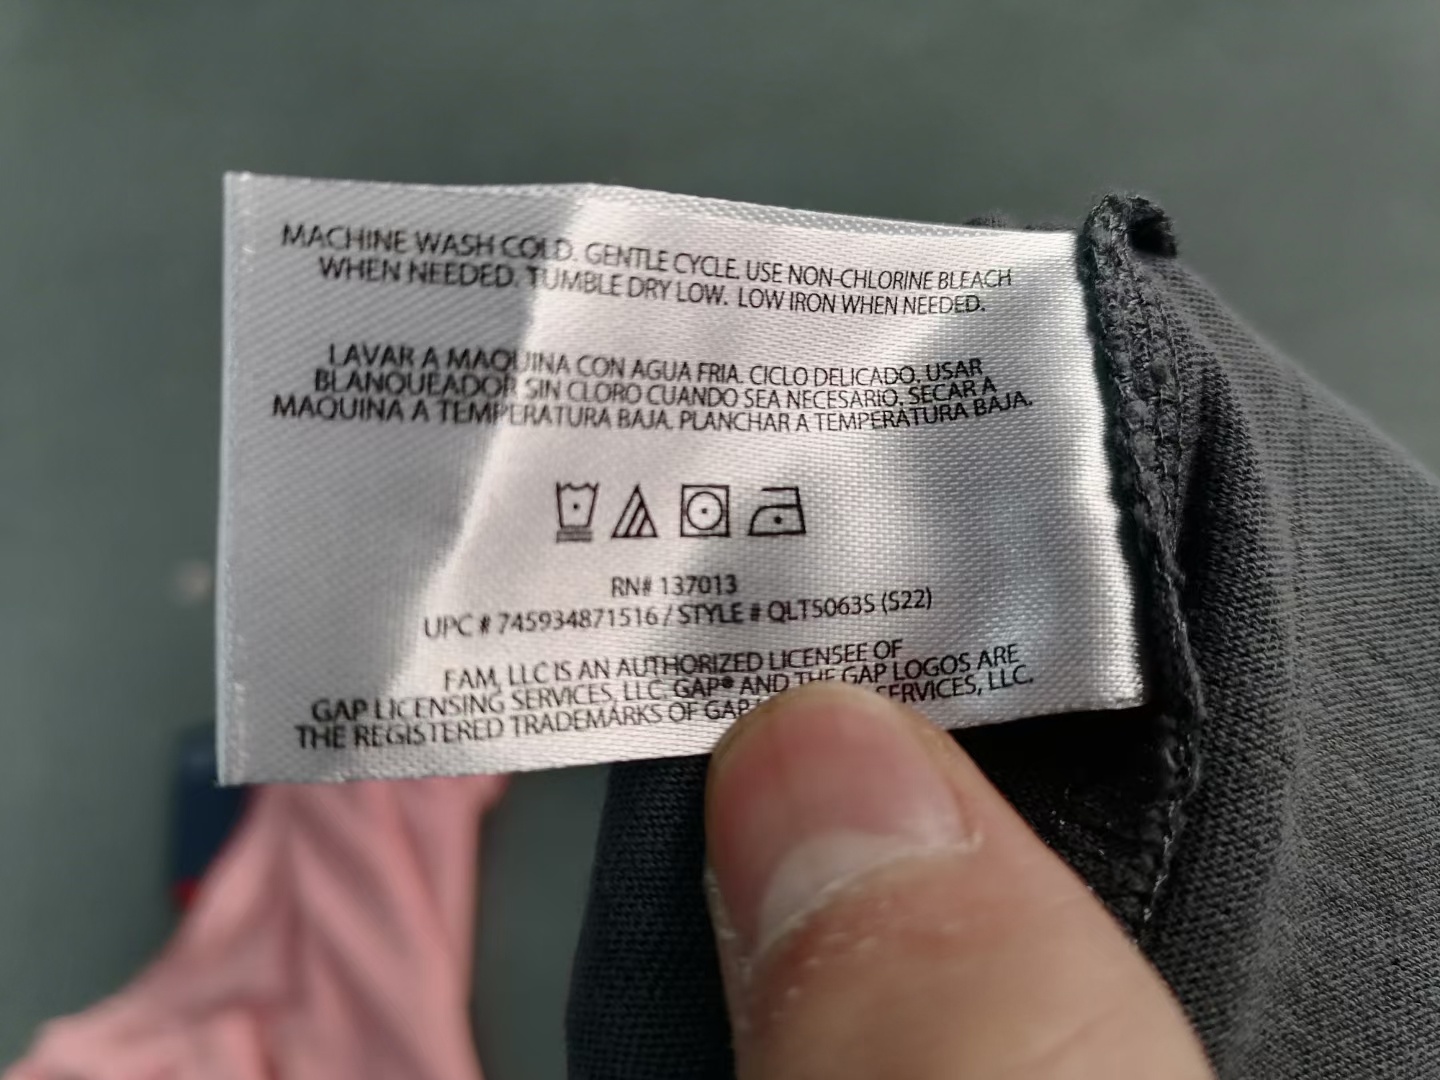 MACHINE WASH COLD. GENTLE CYCLE. USE NON-CHLORINE BLEACH
WHEN NEEDED. TUMBLE DRY LOW. LOW IRON WHEN NEEDED.
LAVAR A MAQUINA CON AGUA FRIA. CICLO DELICADO. USAR
BLANQUEADOR SIN CLORO CUANDO SEA NECESARIO. SECAR A
MAQUINA A TEMPERATURA BAJA. PLANCHAR A TEMPERATURA BAJA.
RN# 137013
UPC # 745934871516 / STYLE # QLT5063S (S22)
FAM, LLC IS AN AUTHORIZED LICENSEE OF
GAP LICENSING SERVICES, LLC. GAP® AND THE GAP LOGOS ARE
THE REGISTERED TRADEMARKS OF GAP SERVICES, LLC.